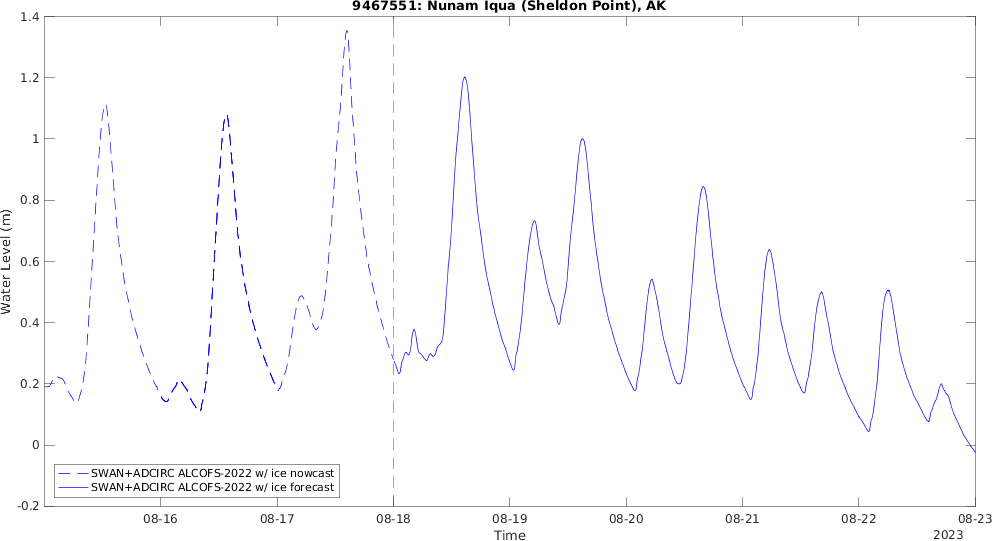 9467551: Nunam Iqua (Sheldon Point), AK
1.4
1.2
1
0.8
0.6
0.4
0.2
0
-0.2
Water Level (m)
SWAN+ADCIRC ALCOFS-2022 w/ ice nowcast
SWAN+ADCIRC ALCOFS-2022 w/ ice forecast
08-16 08-17 08-18 08-19 08-20 08-21 08-22 08-23
Time
2023